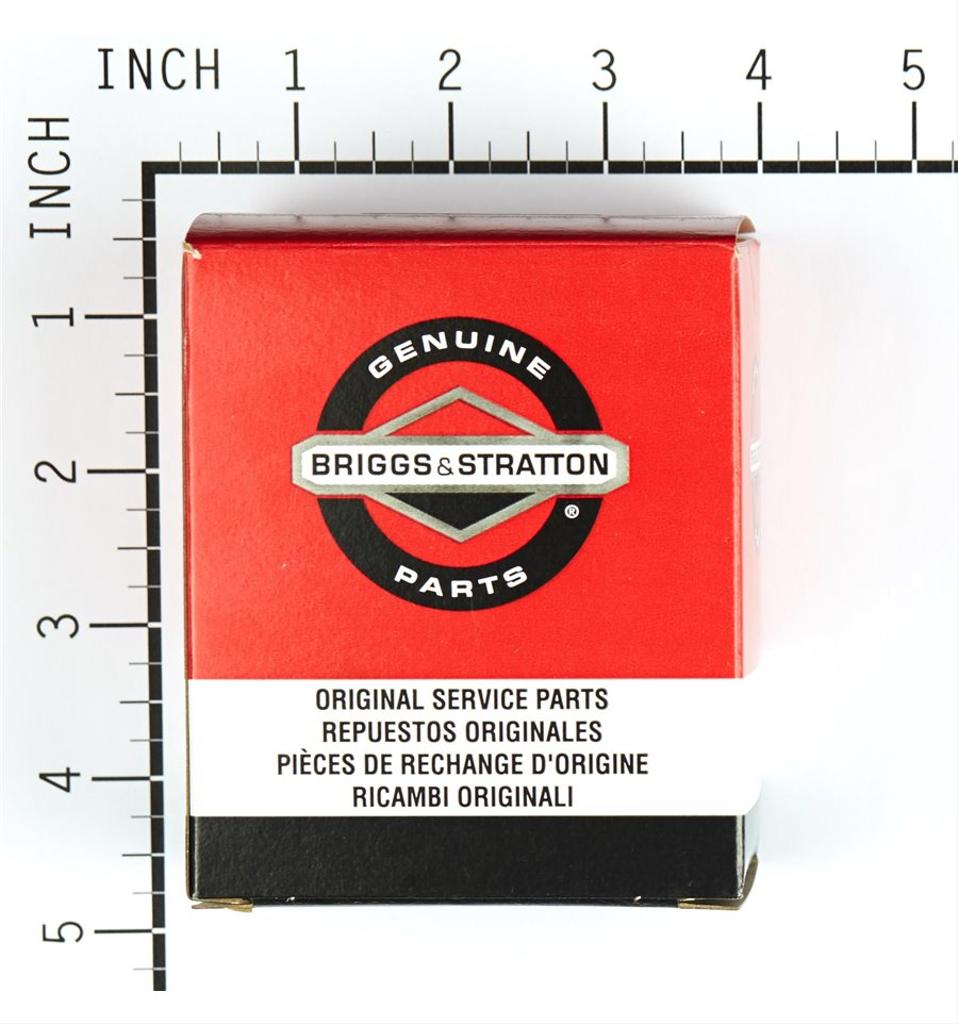 INCH 1 2 3 4 5
INCH
1
2
3
4
5
GENUINE
BRIGGS & STRATTON
®
PARTS
ORIGINAL SERVICE PARTS
REPUESTOS ORIGINALES
PIÈCES DE RECHANGE D'ORIGINE
RICAMBI ORIGINALI